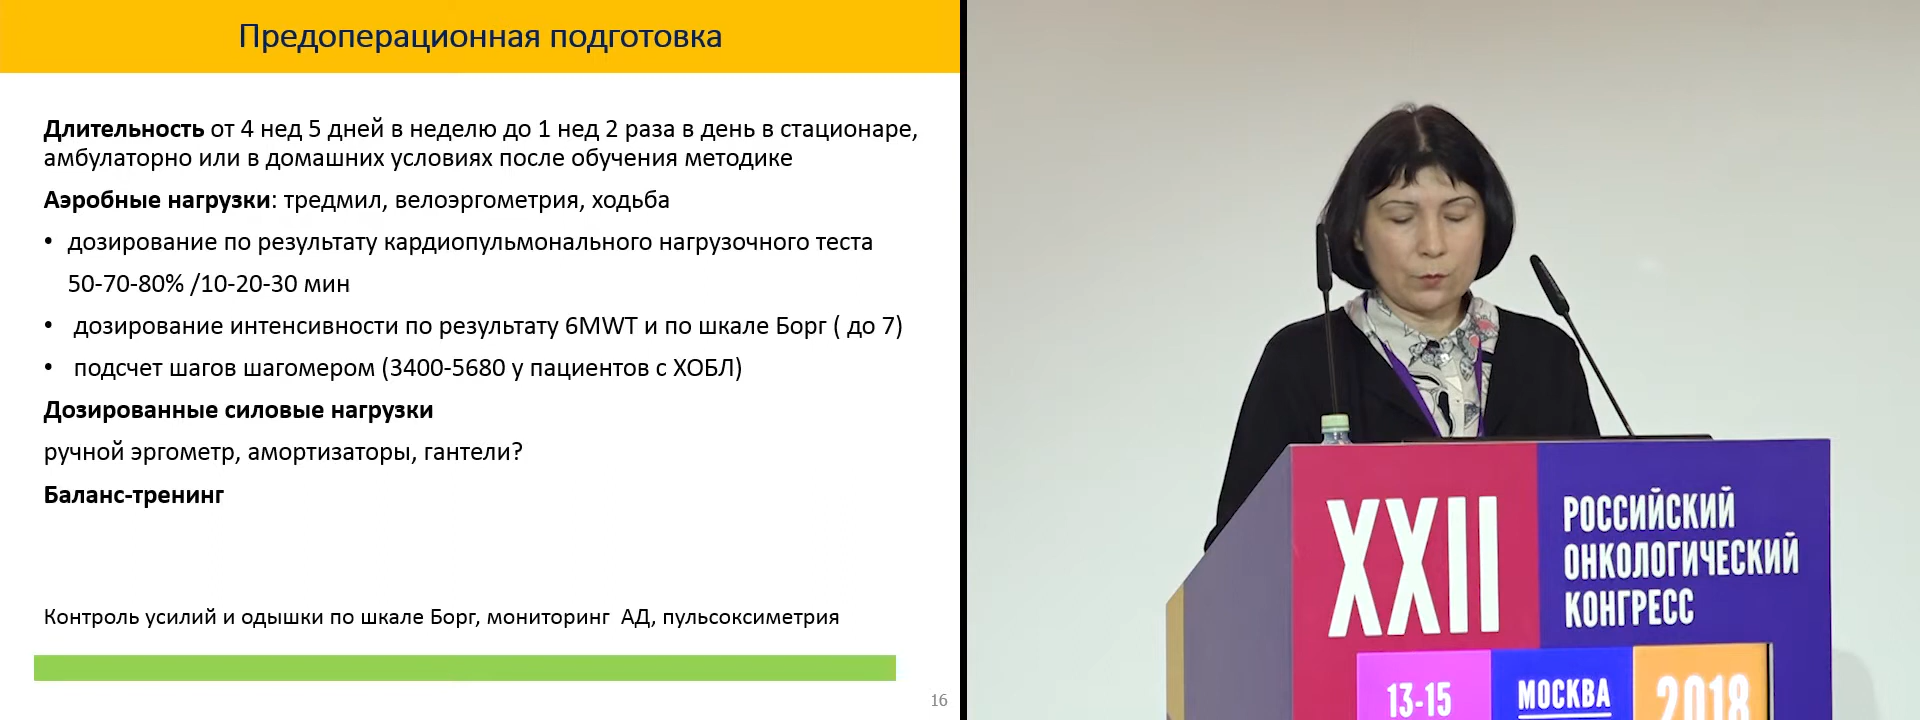 Предоперационная подготовка
Длительность от 4 нед 5 дней в неделю до 1 нед 2 раза в день в стационаре,
амбулаторно или в домашних условиях после обучения методике
Аэробные нагрузки: тредмил, велоэргометрия, ходьба
• дозирование по результату кардиопульмонального нагрузочного теста
50-70-80% /10-20-30 мин
• дозирование интенсивности по результату 6MWT и по шкале Борг ( до 7)
• подсчет шагов шагомером (3400-5680 у пациентов с ХОБЛ)
Дозированные силовые нагрузки
ручной эргометр, амортизаторы, гантели?
Баланс-тренинг
Контроль усилий и одышки по шкале Борг, мониторинг АД, пульсоксиметрия
16
XXII
РОССИЙСКИЙ
ОНКОЛОГИЧЕСКИЙ
КОНГРЕСС
13-15
МОСКВА
2018